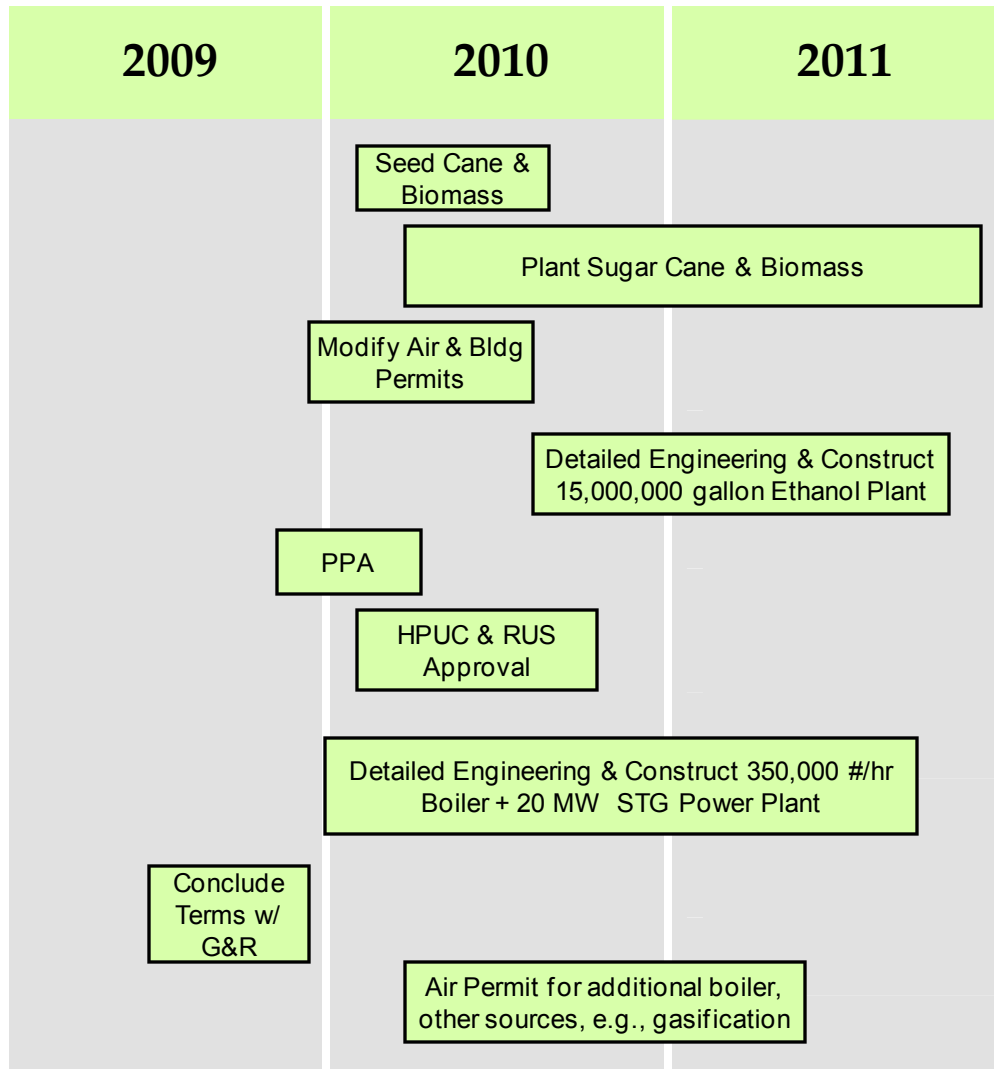 2009 2010 2011
Seed Cane &
Biomass
Plant Sugar Cane & Biomass
Modify Air & Bldg
Permits
Detailed Engineering & Construct
15,000,000 gallon Ethanol Plant
PPA
HPUC & RUS
Approval
Detailed Engineering & Construct 350,000 #/hr
Boiler + 20 MW STG Power Plant
Conclude
Terms w/
G&R
Air Permit for additional boiler,
other sources, e.g., gasification